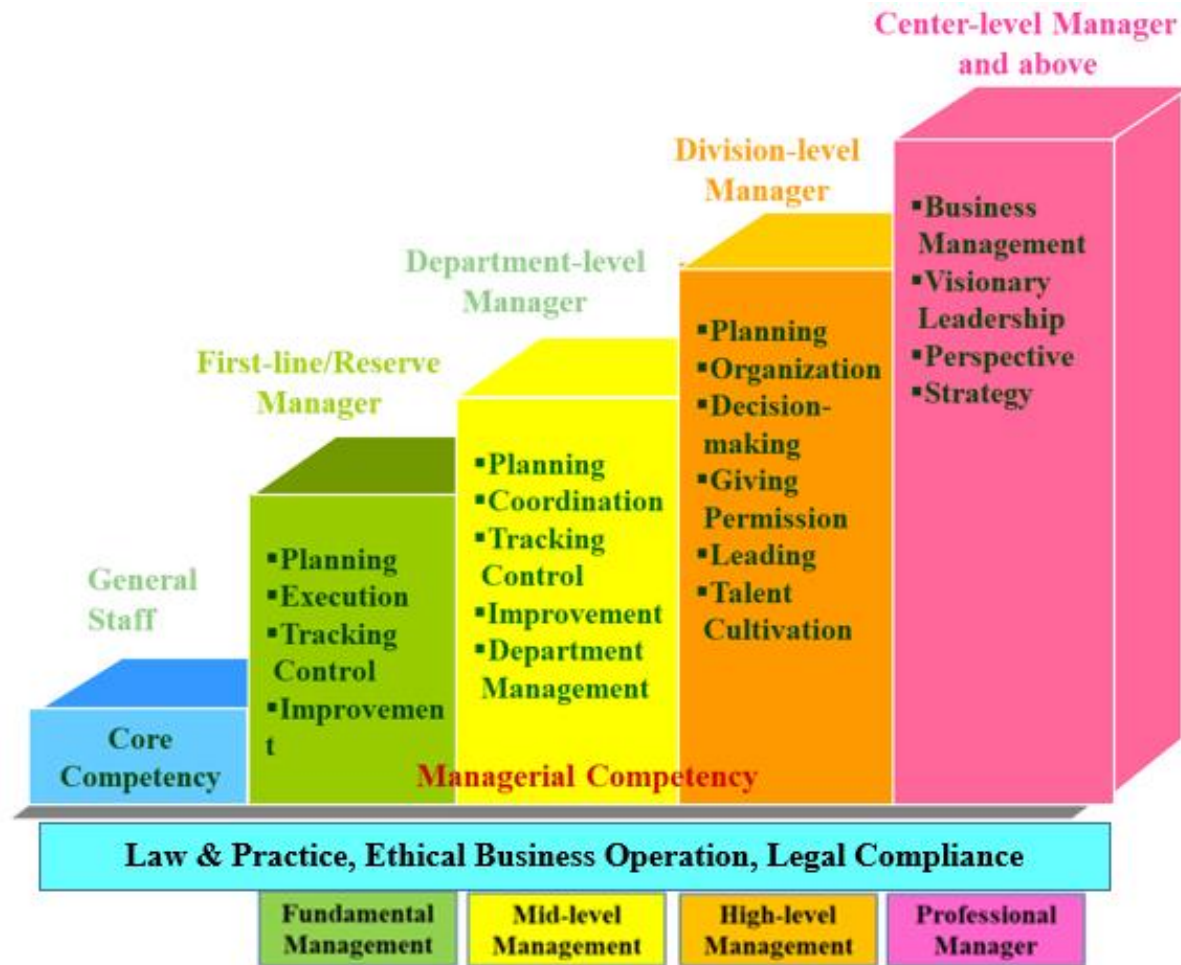 Center-level Manager
and above
Division-level
Manager
Department-level
Manager
First-line/Reserve
Manager
General
Staff
Core
Competency
▪Planning
▪Execution
▪Tracking
Control
▪Improvemen
t
▪Planning
▪Coordination
▪Tracking
Control
▪Improvement
▪Department
Management
▪Planning
▪Organization
▪Decision-
making
▪Giving
Permission
▪Leading
▪Talent
Cultivation
▪Business
Management
▪Visionary
Leadership
▪Perspective
▪Strategy
Managerial Competency
Law & Practice, Ethical Business Operation, Legal Compliance
Fundamental
Management
Mid-level
Management
High-level
Management
Professional
Manager